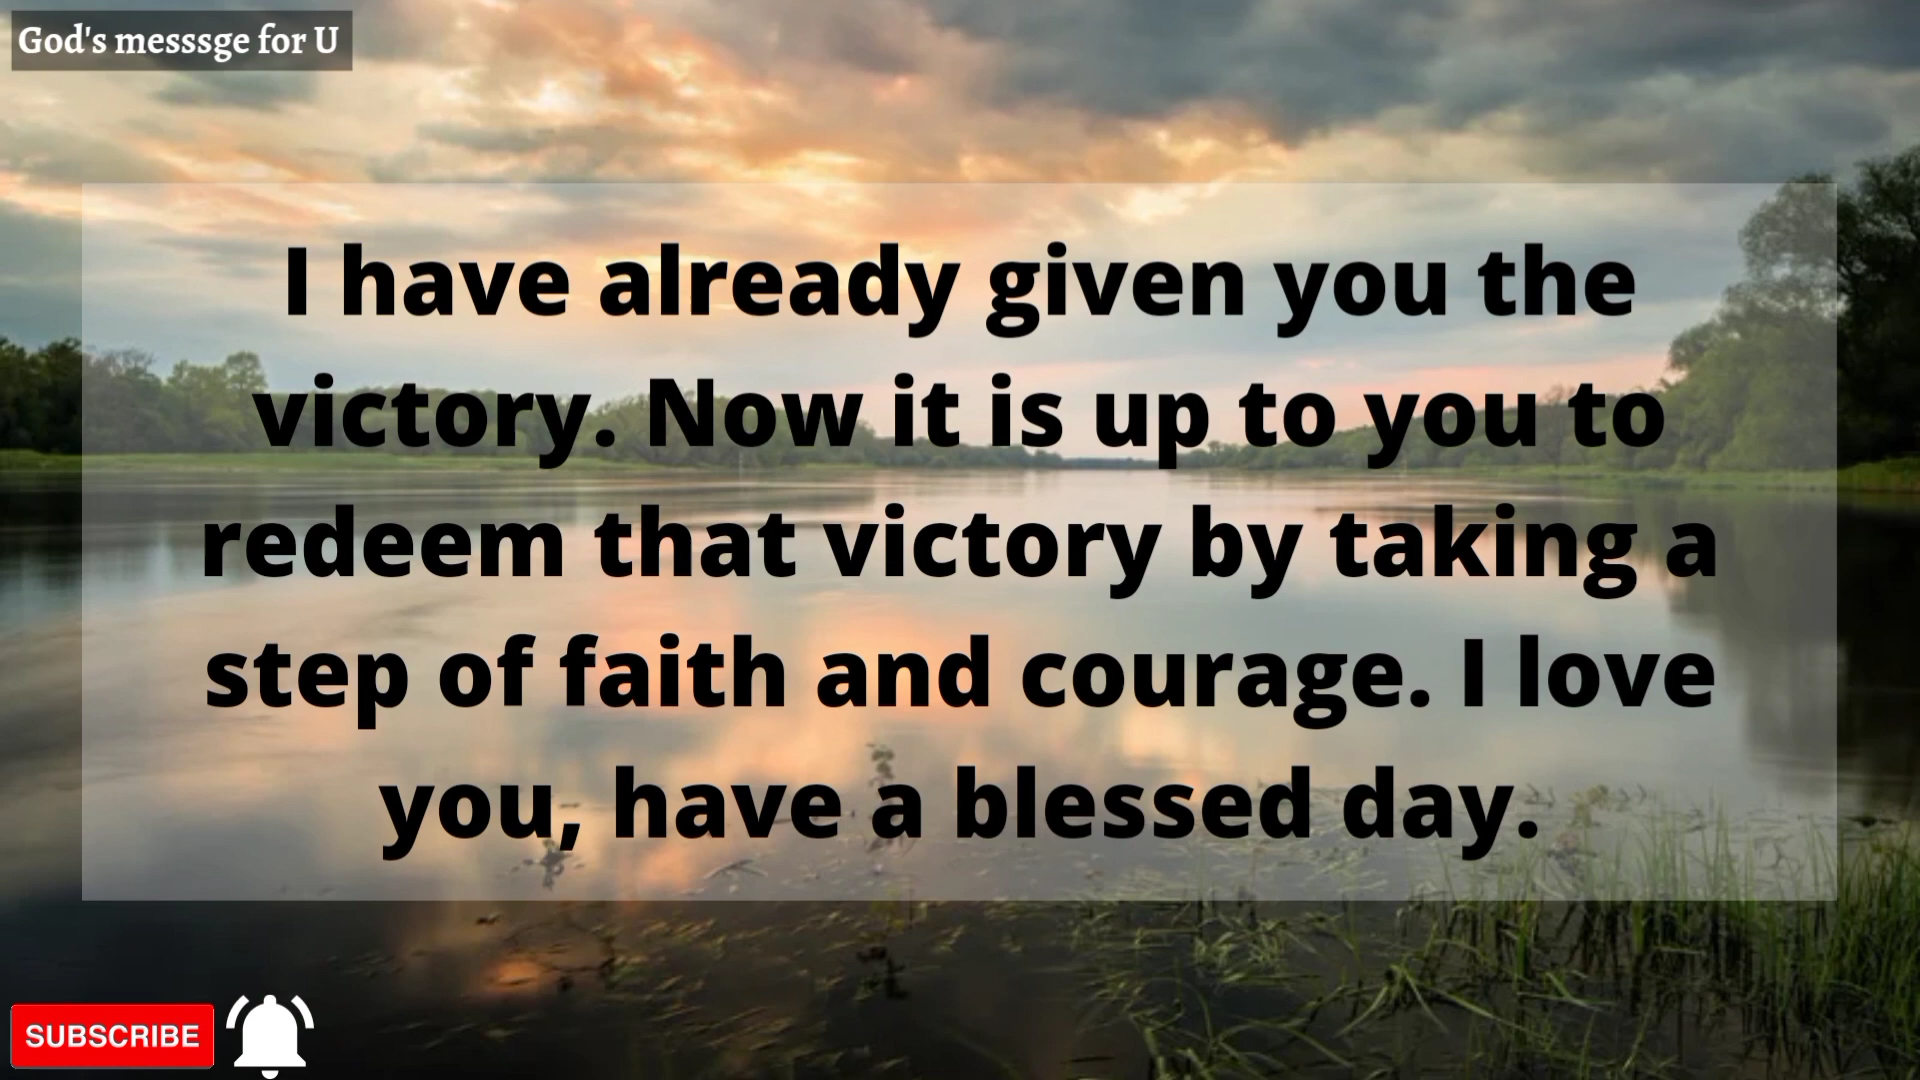 God's messsge for U
I have already given you the
victory. Now it is up to you to
redeem that victory by taking a
step of faith and courage. I love
you, have a blessed day.
SUBSCRIBE